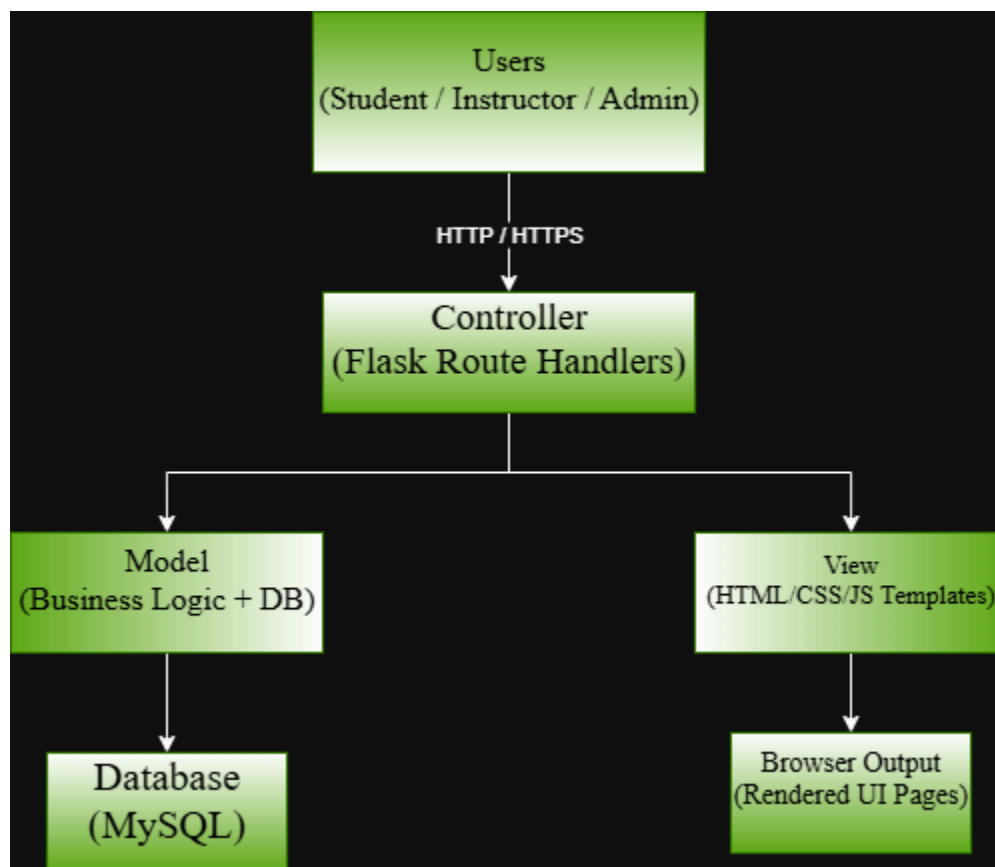 Users
(Student / Instructor / Admin)
HTTP / HTTPS
Controller
(Flask Route Handlers)
Model
(Business Logic + DB)
View
(HTML/CSS/JS Templates)
Database
(MySQL)
Browser Output
(Rendered UI Pages)